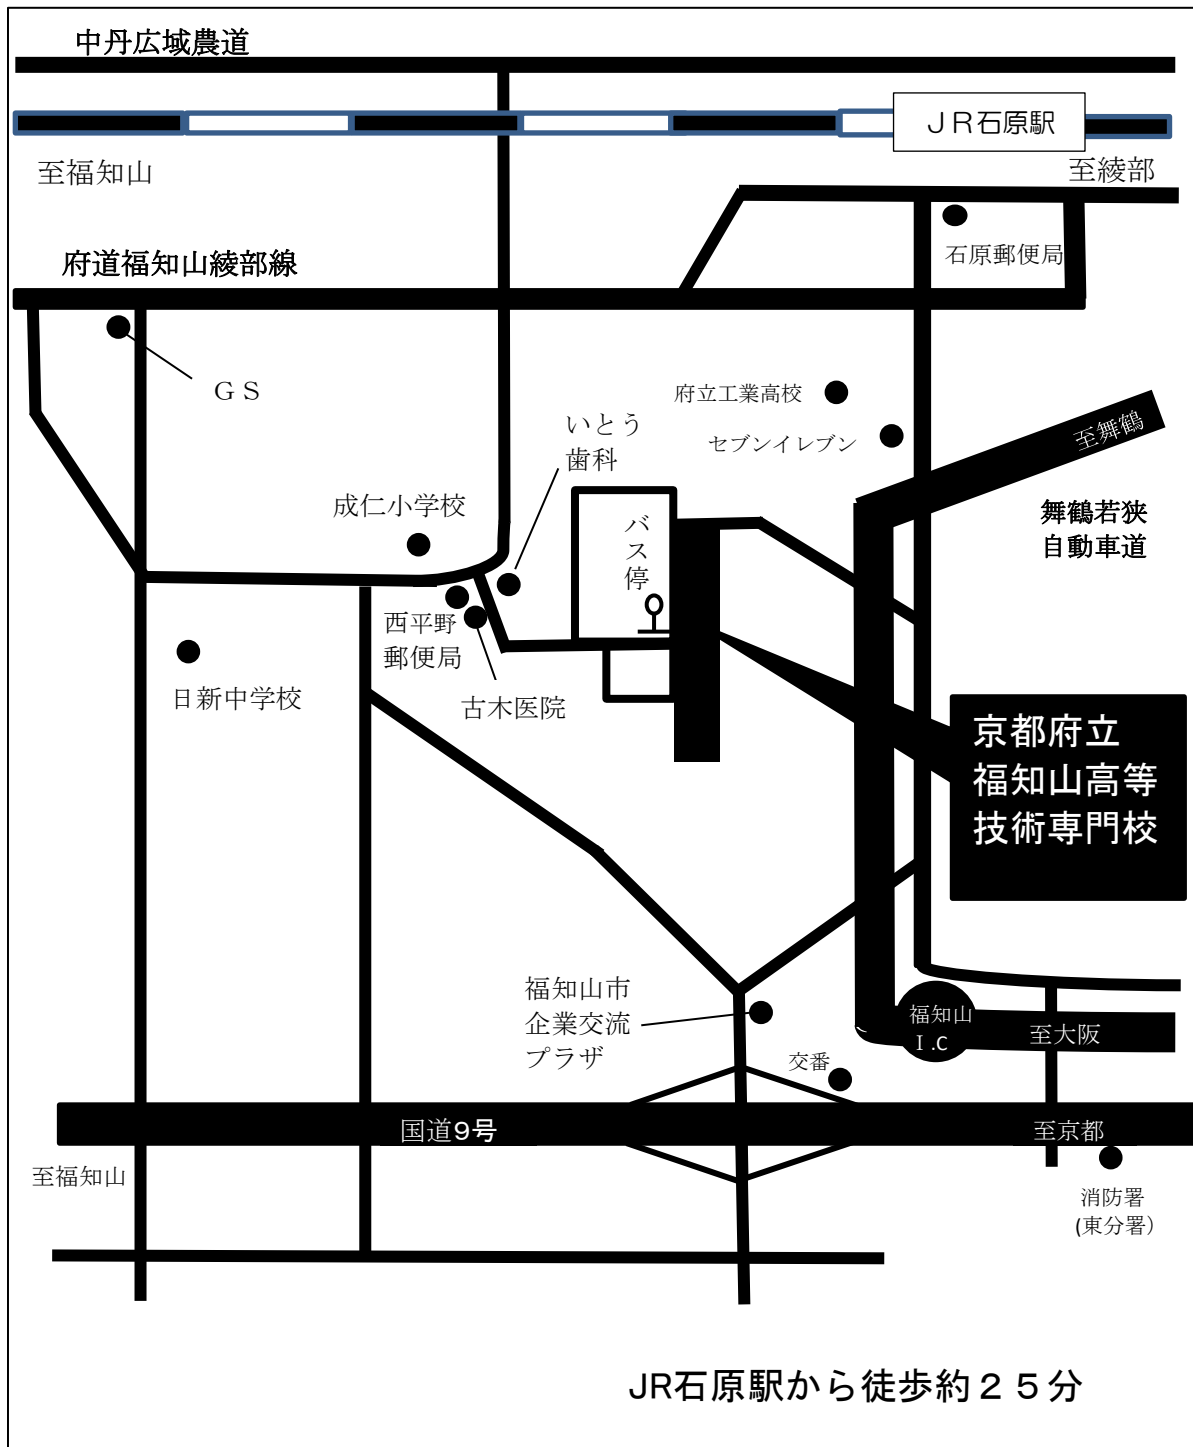 中丹広域農道
ＪＲ石原駅
至福知山
至綾部
石原郵便局
府道福知山綾部線
ＧＳ
府立工業高校
セブンイレブン
至舞鶴
いとう
歯科
成仁小学校
バス停
舞鶴若狭
自動車道
西平野
郵便局
古木医院
日新中学校
京都府立
福知山高等
技術専門校
福知山市
企業交流
プラザ
福知山
Ｉ.C
至大阪
交番
国道9号
至京都
至福知山
消防署
(東分署）
JR石原駅から徒歩約２５分